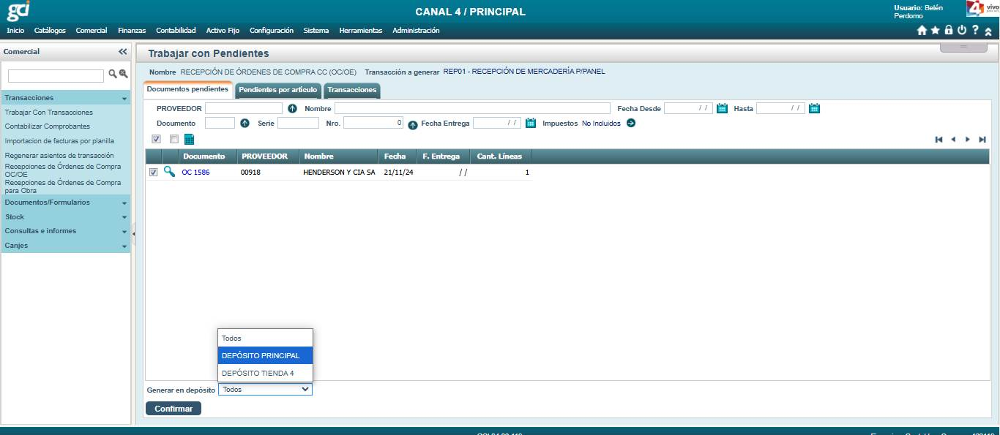 gci
CANAL 4 / PRINCIPAL
Usuario: Belén
Perdomo
4 vivo
Inicio Catálogos Comercial Finanzas Contabilidad Activo Fijo Configuración Sistema Herramientas Administración
?
Comercial
Transacciones
Trabajar Con Transacciones
Contabilizar Comprobantes
Importacion de facturas por planilla
Regenerar asientos de transacción
Recepciones de Órdenes de Compra
OC/OE
Recepciones de Órdenes de Compra
para Obra
Documentos/Formularios
Stock
Consultas e informes
Canjes
Trabajar con Pendientes
Nombre RECEPCIÓN DE ÓRDENES DE COMPRA CC (OC/OE) Transacción a generar REP01 - RECEPCIÓN DE MERCADERÍA P/PANEL
Documentos pendientes Pendientes por artículo Transacciones
PROVEEDOR Nombre Fecha Desde / / Hasta / /
Documento Serie Nro. 0 Fecha Entrega / / Impuestos No Incluidos
Documento PROVEEDOR Nombre Fecha F. Entrega Cant. Líneas
OC 1586 00918 HENDERSON Y CIA SA 21/11/24 / / 1
Todos
DEPÓSITO PRINCIPAL
DEPÓSITO TIENDA 4
Generar en depósito Todos
Confirmar